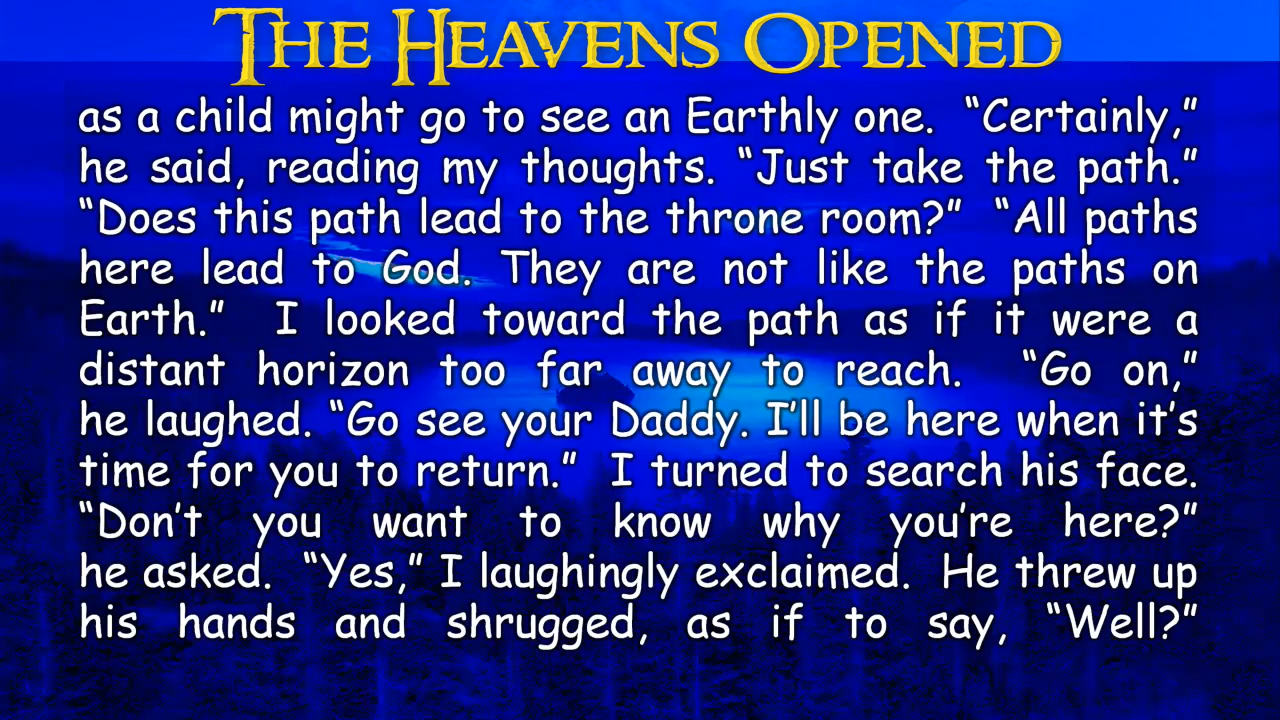 THE HEAVENS OPENED
as a child might go to see an Earthly one.  “Certainly,”
he said, reading my thoughts. “Just take the path.”
“Does this path lead to the throne room?”  “All paths
here lead to God. They are not like the paths on
Earth.”  I looked toward the path as if it were a
distant horizon too far away to reach.  “Go on,”
he laughed. “Go see your Daddy. I’ll be here when it’s
time for you to return.”  I turned to search his face.
“Don’t you want to know why you’re here?”
he asked.  “Yes,” I laughingly exclaimed.  He threw up
his hands and shrugged, as if to say, “Well?”